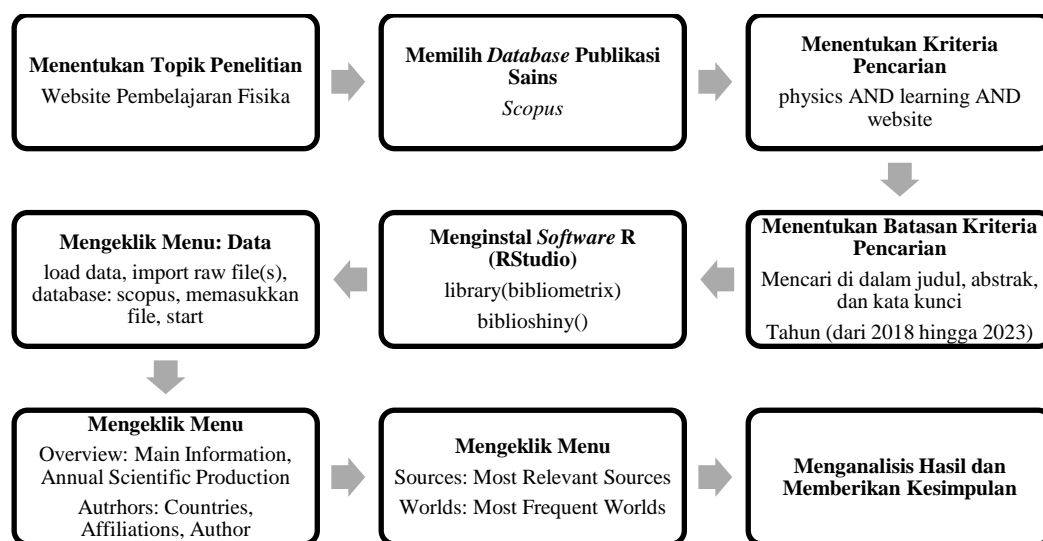 Menentukan Topik Penelitian
Website Pembelajaran Fisika
Memilih Database Publikasi
Sains
Scopus
Menentukan Kriteria
Pencarian
physics AND learning AND
website
Menentukan Batasan Kriteria
Pencarian
Mencari di dalam judul, abstrak,
dan kata kunci
Tahun (dari 2018 hingga 2023)
Menginstal Software R
(RStudio)
library(bibliometrix)
biblioshiny()
Mengeklik Menu: Data
load data, import raw file(s),
database: scopus, memasukkan
file, start
Mengeklik Menu
Overview: Main Information,
Annual Scientific Production
Autrhors: Countries,
Affiliations, Author
Mengeklik Menu
Sources: Most Relevant Sources
Worlds: Most Frequent Worlds
Menganalisis Hasil dan
Memberikan Kesimpulan